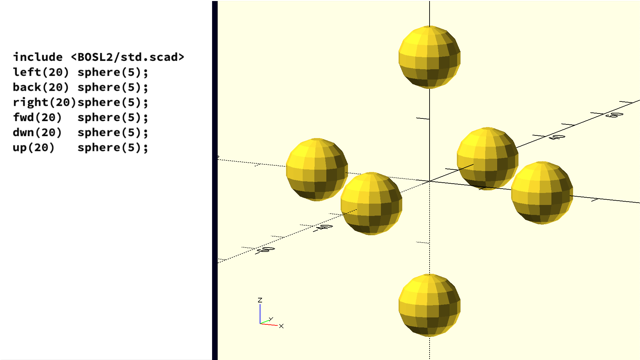 include <BOSL2/std.scad>
left(20) sphere(5);
back(20) sphere(5);
right(20)sphere(5);
fwd(20)  sphere(5);
dwn(20)  sphere(5);
up(20)   sphere(5);
z
y
x